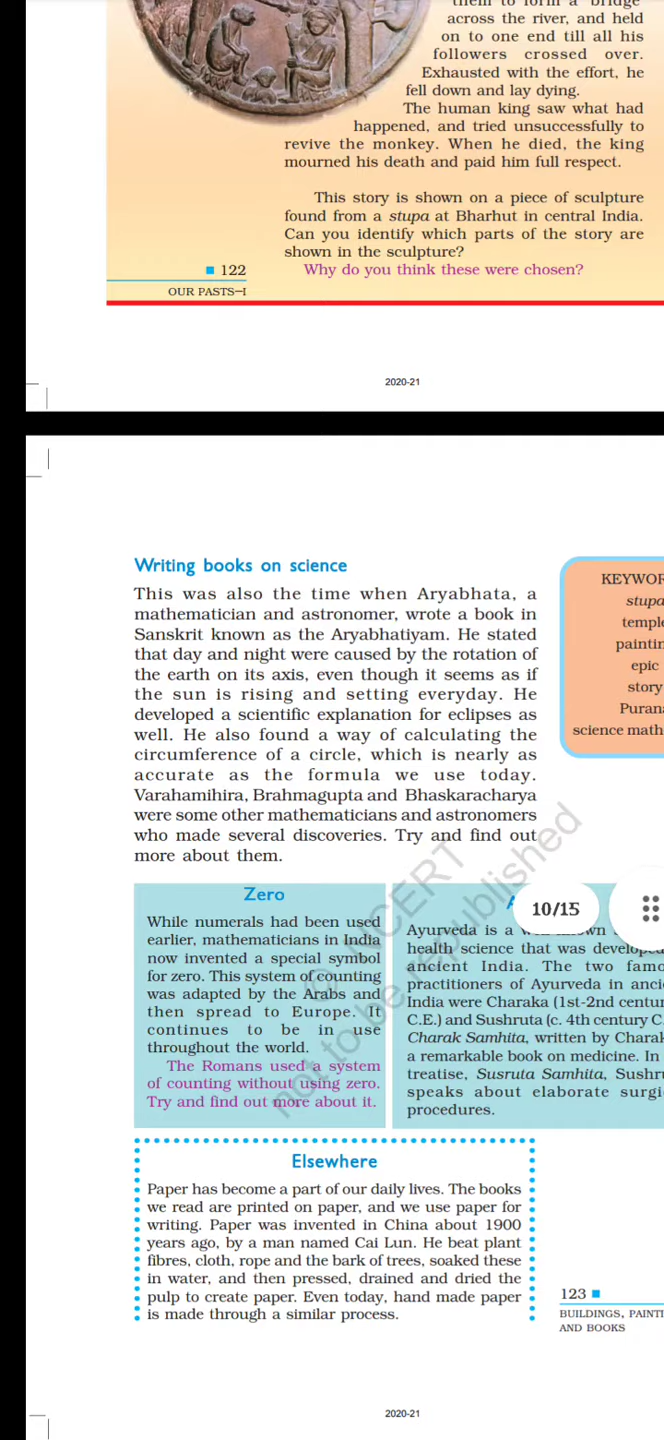 across the river, and held
on to one end till all his
followers crossed over.
Exhausted with the effort, he
fell down and lay dying.
The human king saw what had
happened, and tried unsuccessfully to
revive the monkey. When he died, the king
mourned his death and paid him full respect.
This story is shown on a piece of sculpture
found from a stupa at Bharhut in central India.
Can you identify which parts of the story are
shown in the sculpture?
Why do you think these were chosen?
122
OUR PASTS–I
2020-21
Writing books on science
This was also the time when Aryabhata, a
mathematician and astronomer, wrote a book in
Sanskrit known as the Aryabhatiyam. He stated
that day and night were caused by the rotation of
the earth on its axis, even though it seems as if
the sun is rising and setting everyday. He
developed a scientific explanation for eclipses as
well. He also found a way of calculating the
circumference of a circle, which is nearly as
accurate as the formula we use today.
Varahamihira, Brahmagupta and Bhaskaracharya
were some other mathematicians and astronomers
who made several discoveries. Try and find out
more about them.
stupa
epic
story
science
© NCERT
not to be republished
10/15
Zero
While numerals had been used
earlier, mathematicians in India
now invented a special symbol
for zero. This system of counting
was adapted by the Arabs and
then spread to Europe. It
continues to be in use
throughout the world.
The Romans used a system
of counting without using zero.
Try and find out more about it.
Ayurveda is a
health science that was developed
ancient India. The two
practitioners of Ayurveda in
India were Charaka (1st-2nd
C.E.) and Sushruta (c. 4th century
Charak Samhita, written by
a remarkable book on medicine. In
treatise, Susruta Samhita,
speaks about elaborate
procedures.
Elsewhere
Paper has become a part of our daily lives. The books
we read are printed on paper, and we use paper for
writing. Paper was invented in China about 1900
years ago, by a man named Cai Lun. He beat plant
fibres, cloth, rope and the bark of trees, soaked these
in water, and then pressed, drained and dried the
pulp to create paper. Even today, hand made paper
is made through a similar process.
123
BUILDINGS,
AND BOOKS
2020-21